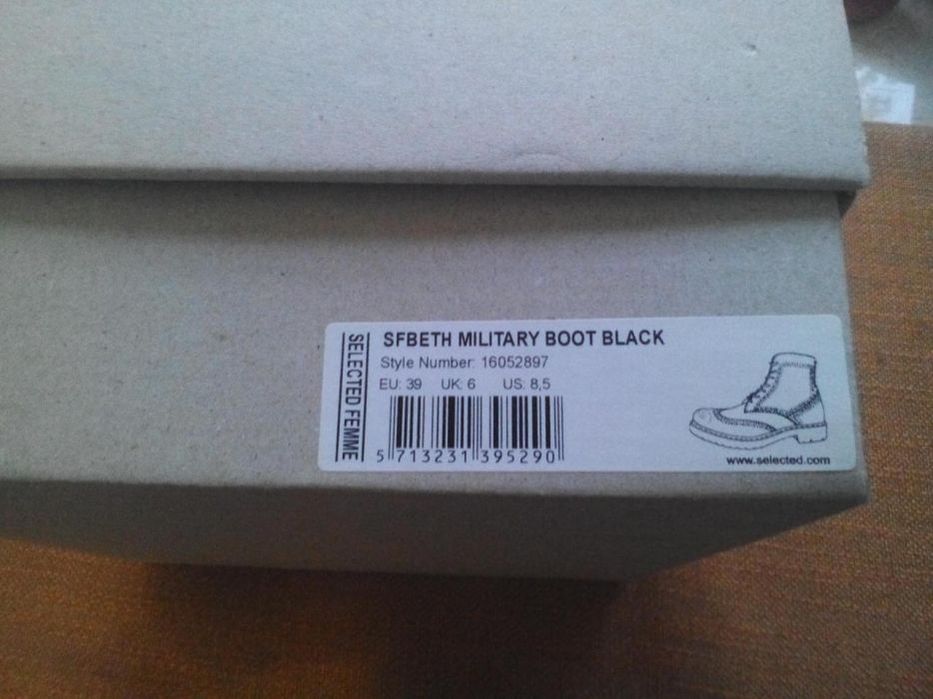 SELECTED FEMME
SFBETH MILITARY BOOT BLACK
Style Number: 16052897
EU: 39 UK: 6 US: 8,5
5 713231 395290
www.selected.com